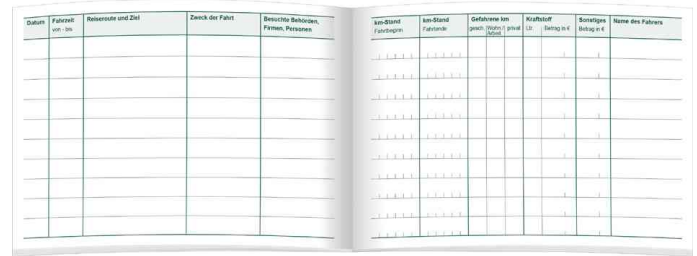 Datum
Fahrzeit
von - bis
Reiseroute und Ziel
Zweck der Fahrt
Besuchte Behörden,
Firmen, Personen
km-Stand
Fahrtbeginn
km-Stand
Fahrtende
Gefahrene km
gesch. Wohn-/ privat
Arbeit
Kraftstoff
Ltr. Betrag in €
Sonstiges
Betrag in €
Name des Fahrers